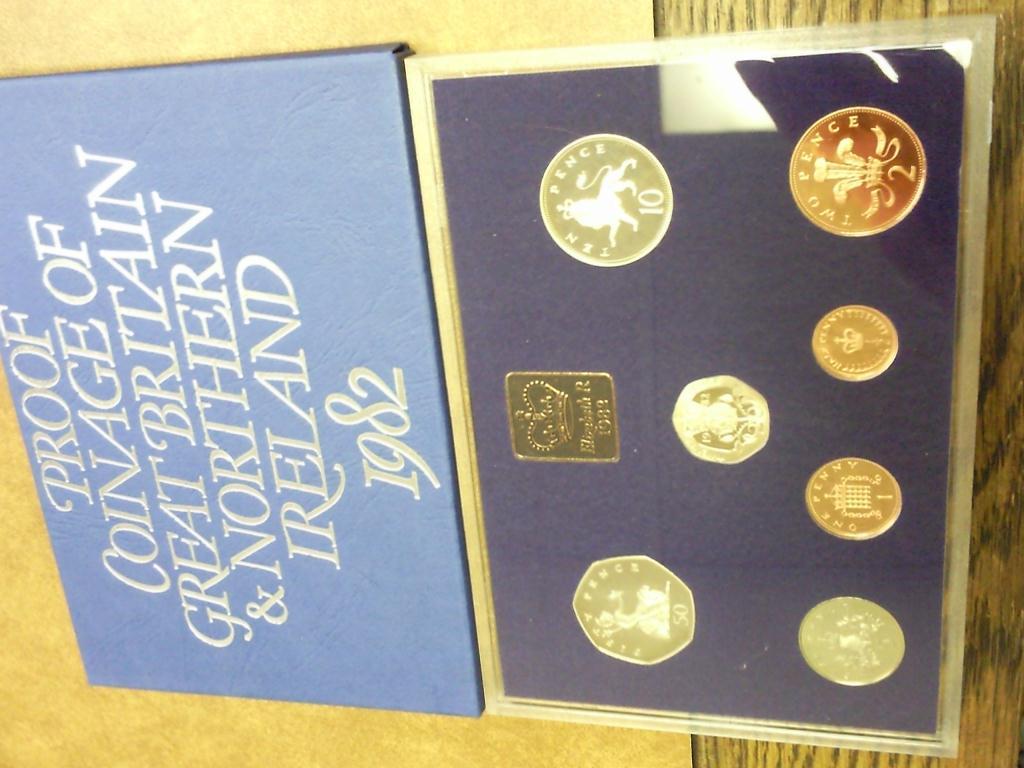 PROOF
COINAGE OF
GREAT BRITAIN
& NORTHERN
IRELAND
1982
TEN PENCE
10
TWO PENCE
2
Elizabeth R
1982
ONE PENNY
1
FIFTY PENCE
50